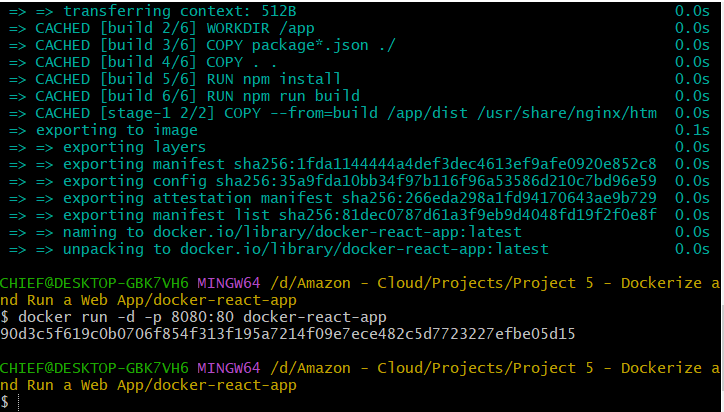 => => transferring context: 512B 0.0s
=> CACHED [build 2/6] WORKDIR /app 0.0s
=> CACHED [build 3/6] COPY package*.json ./ 0.0s
=> CACHED [build 4/6] COPY . . 0.0s
=> CACHED [build 5/6] RUN npm install 0.0s
=> CACHED [build 6/6] RUN npm run build 0.0s
=> CACHED [stage-1 2/2] COPY --from=build /app/dist /usr/share/nginx/htm 0.0s
=> exporting to image 0.1s
=> => exporting layers 0.0s
=> => exporting manifest sha256:1fda1144444a4def3dec4613ef9afe0920e852c8 0.0s
=> => exporting config sha256:35a9fda10bb34f97b116f96a53586d210c7bd96e59 0.0s
=> => exporting attestation manifest sha256:266eda298a1fd94170643ae9b729 0.0s
=> => exporting manifest list sha256:81dec0787d61a3f9eb9d4048fd19f2f0e8f 0.0s
=> => naming to docker.io/library/docker-react-app:latest 0.0s
=> => unpacking to docker.io/library/docker-react-app:latest 0.0s
CHIEF@DESKTOP-GBK7VH6 MINGW64 /d/Amazon - Cloud/Projects/Project 5 - Dockerize a
nd Run a Web App/docker-react-app
$ docker run -d -p 8080:80 docker-react-app
90d3c5f619c0b0706f854f313f195a7214f09e7ece482c5d7723227efbe05d15
CHIEF@DESKTOP-GBK7VH6 MINGW64 /d/Amazon - Cloud/Projects/Project 5 - Dockerize a
nd Run a Web App/docker-react-app
$